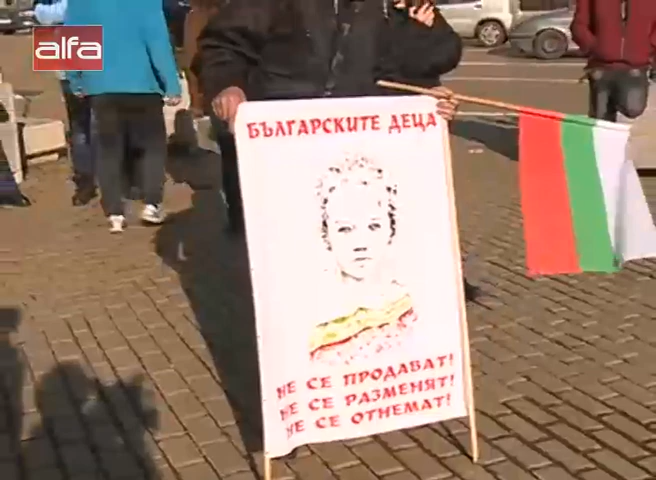 alfa
БЪЛГАРСКИТЕ ДЕЦА
НЕ СЕ ПРОДАВАТ!
НЕ СЕ РАЗМЕНЯТ!
НЕ СЕ ОТНЕМАТ!